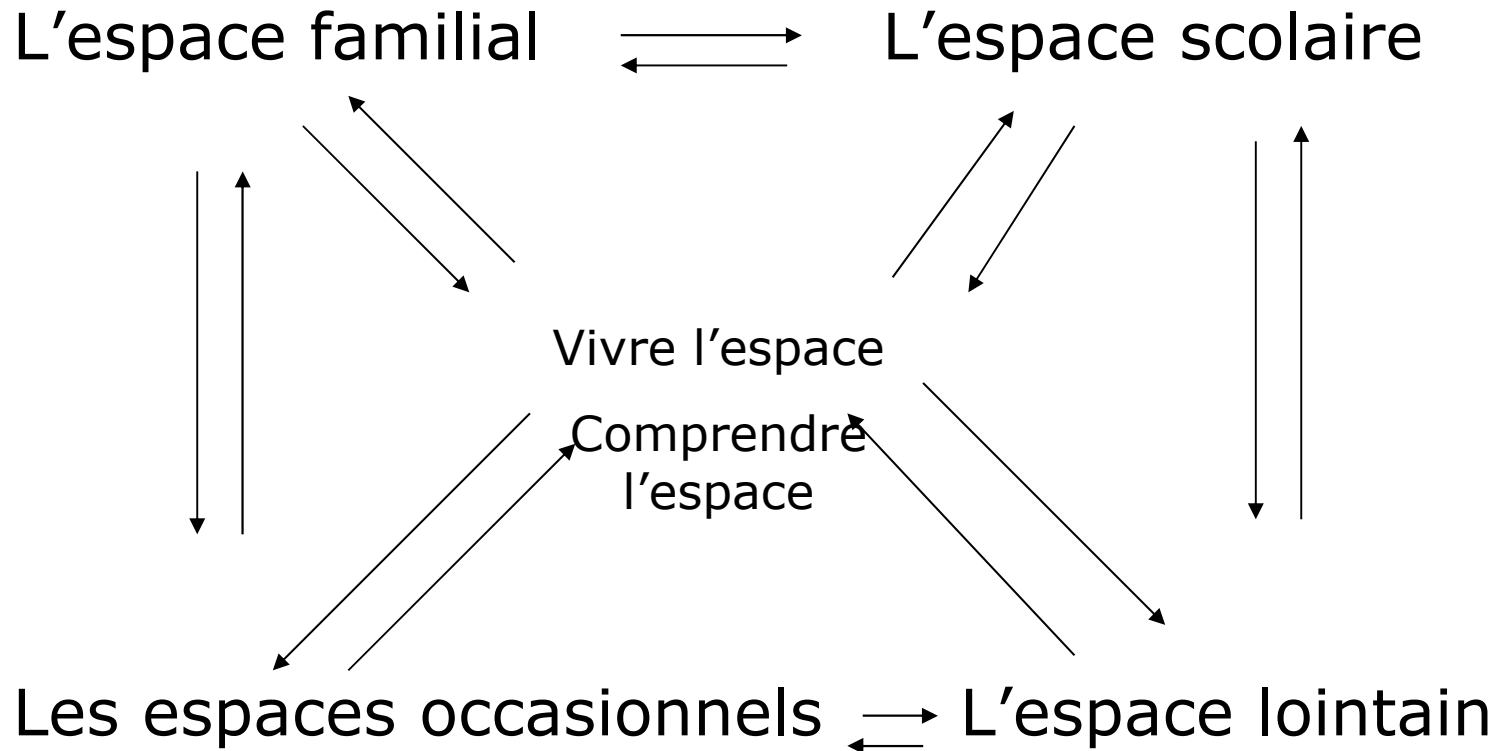 L’espace familial
L’espace scolaire
Vivre l’espace
Comprendre
l’espace
Les espaces occasionnels
L’espace lointain